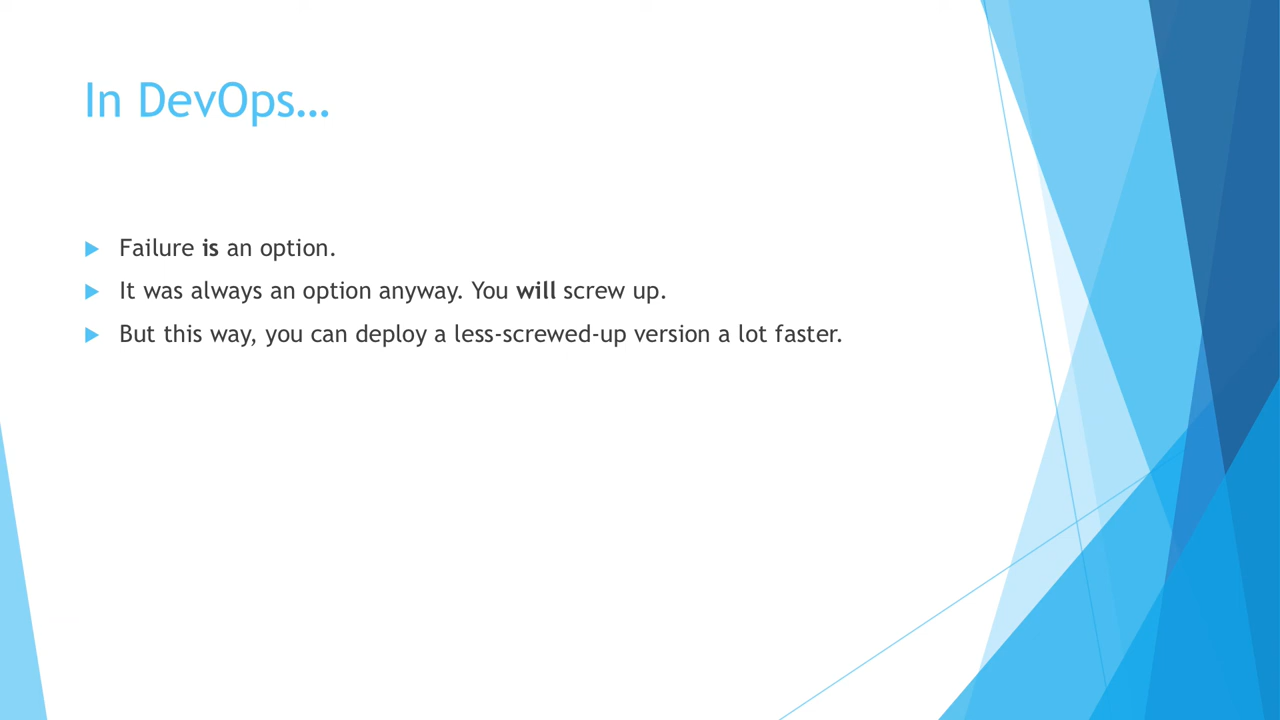 In DevOps…
Failure is an option.
It was always an option anyway. You will screw up.
But this way, you can deploy a less-screwed-up version a lot faster.